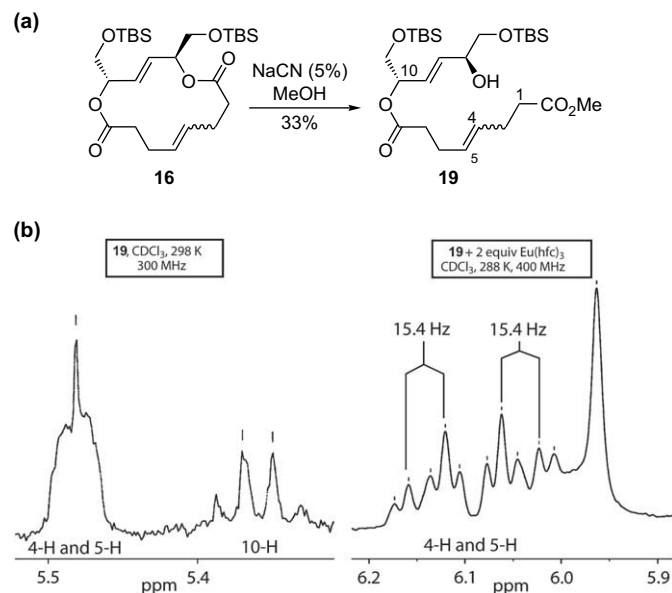 (a)
OTBS
OTBS
O
O
O
O
16
NaCN (5%)
MeOH
33%
OTBS
OTBS
10
OH
O
O
1
OMe
O
4
5
19
(b)
19, CDCl₃, 298 K
300 MHz
19 + 2 equiv Eu(hfc)₃
CDCl₃, 288 K, 400 MHz
15.4 Hz
15.4 Hz
4-H and 5-H
10-H
4-H and 5-H
5.5
ppm
5.4
6.2
6.1
ppm
6.0
5.9